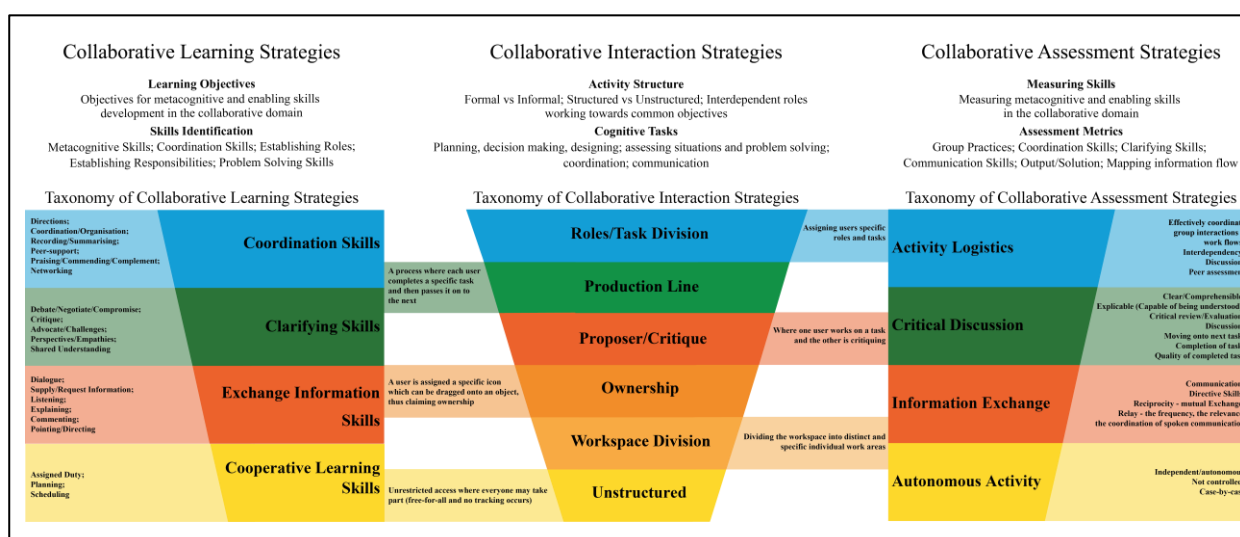 Collaborative Learning Strategies
Learning Objectives
Objectives for metacognitive and enabling skills
development in the collaborative domain
Skills Identification
Metacognitive Skills; Coordination Skills; Establishing Roles;
Establishing Responsibilities; Problem Solving Skills
Taxonomy of Collaborative Learning Strategies
Directions;
Coordination/Organisation;
Recording/Summarising;
Peer-support;
Praising/Commending/Complement;
Networking
Coordination Skills
Debate/Negotiate/Compromise;
Critique;
Advocate/Challenges;
Perspectives/Empathies;
Shared Understanding
Clarifying Skills
Dialogue;
Supply/Request Information;
Listening;
Explaining;
Commenting;
Pointing/Directing
Exchange Information
Skills
Assigned Duty;
Planning;
Scheduling
Cooperative Learning
Skills
Collaborative Interaction Strategies
Activity Structure
Formal vs Informal; Structured vs Unstructured; Interdependent roles
working towards common objectives
Cognitive Tasks
Planning, decision making, designing; assessing situations and problem solving;
coordination; communication
Taxonomy of Collaborative Interaction Strategies
Roles/Task Division
Assigning users specific
roles and tasks
A process where each user
completes a specific task
and then passes it on to
the next
Production Line
Proposer/Critique
Where one user works on a task
and the other is critiquing
A user is assigned a specific icon
which can be dragged onto an object,
thus claiming ownership
Ownership
Workspace Division
Dividing the workspace into distinct and
specific individual work areas
Unrestricted access where everyone may take
part (free-for-all and no tracking occurs)
Unstructured
Collaborative Assessment Strategies
Measuring Skills
Measuring metacognitive and enabling skills
in the collaborative domain
Assessment Metrics
Group Practices; Coordination Skills; Clarifying Skills;
Communication Skills; Output/Solution; Mapping information flow
Taxonomy of Collaborative Assessment Strategies
Activity Logistics
Effectively coordinat
group interactions
work flow
Interdependency
Discussion
Peer assessment
Critical Discussion
Clear/Comprehensible
Explicable (Capable of being understood
Critical review/Evaluation
Discussion
Moving onto next task
Completion of task
Quality of completed task
Information Exchange
Communication
Directive Skills
Reciprocity - mutual Exchange
Relay - the frequency, the relevance
the coordination of spoken communication
Autonomous Activity
Independent/autonomou
Not controlled
Case-by-case